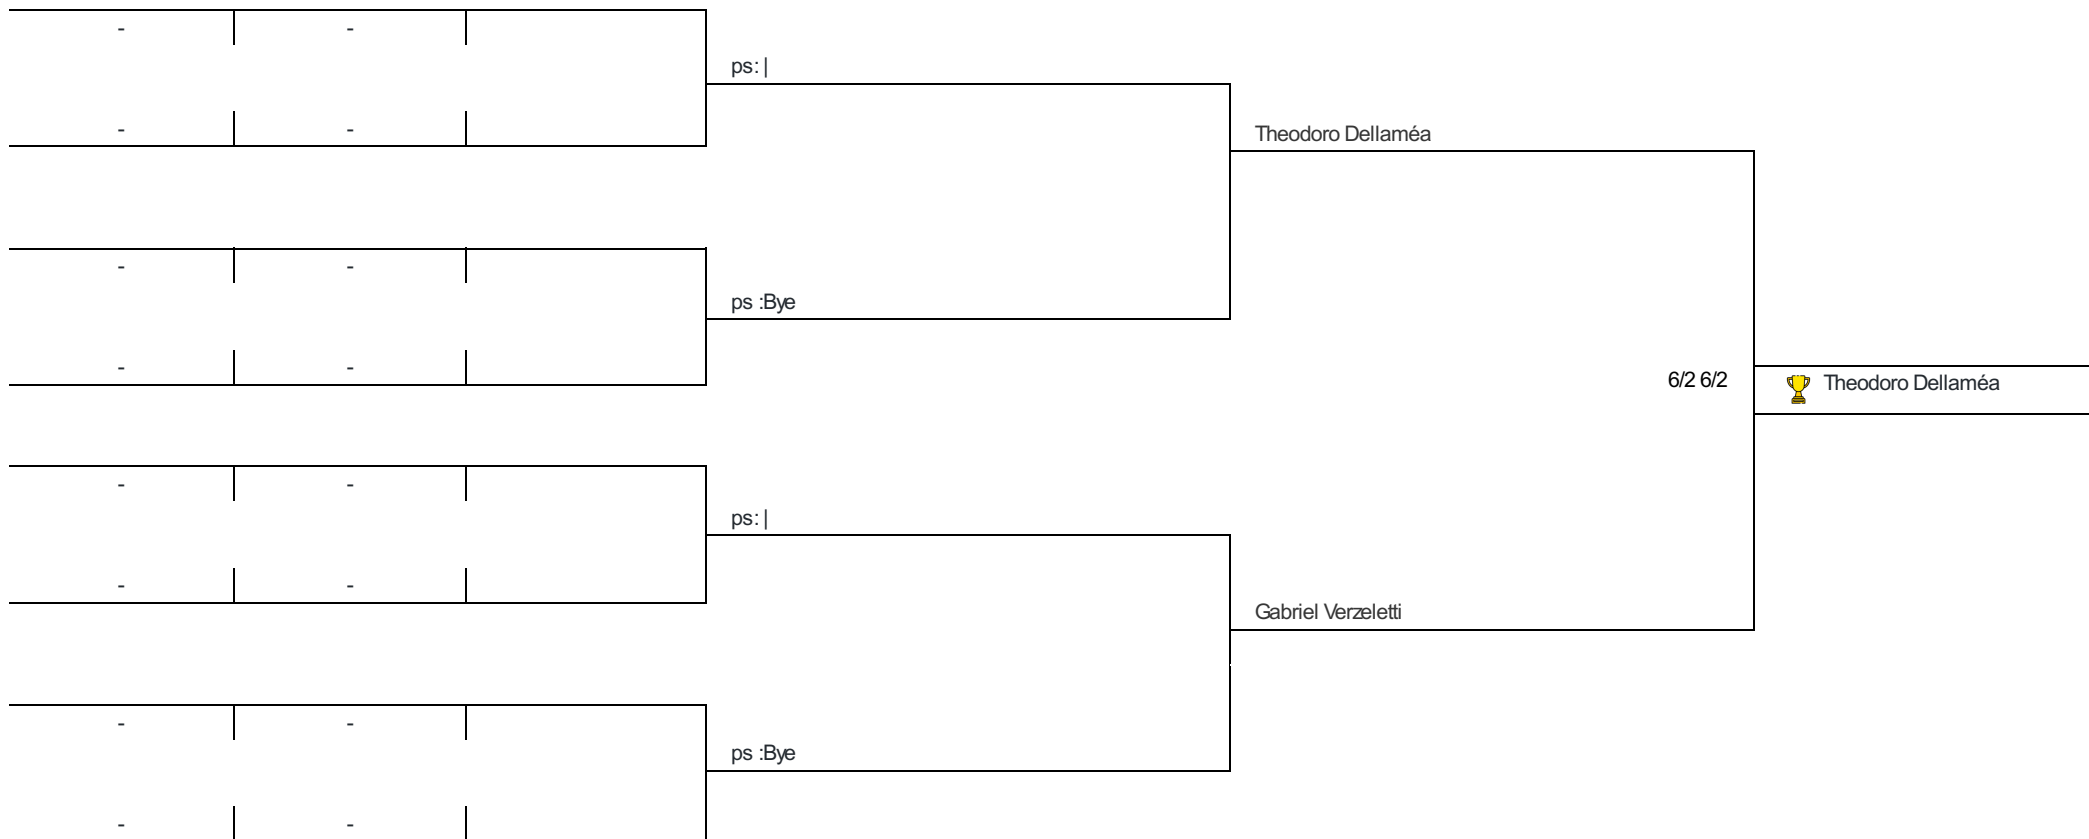 - -
ps: |
- -
Theodoro Dellaméa
- -
ps :Bye
- -
6/2 6/2
Theodoro Dellaméa
- -
ps: |
- -
Gabriel Verzeletti
- -
ps :Bye
- -